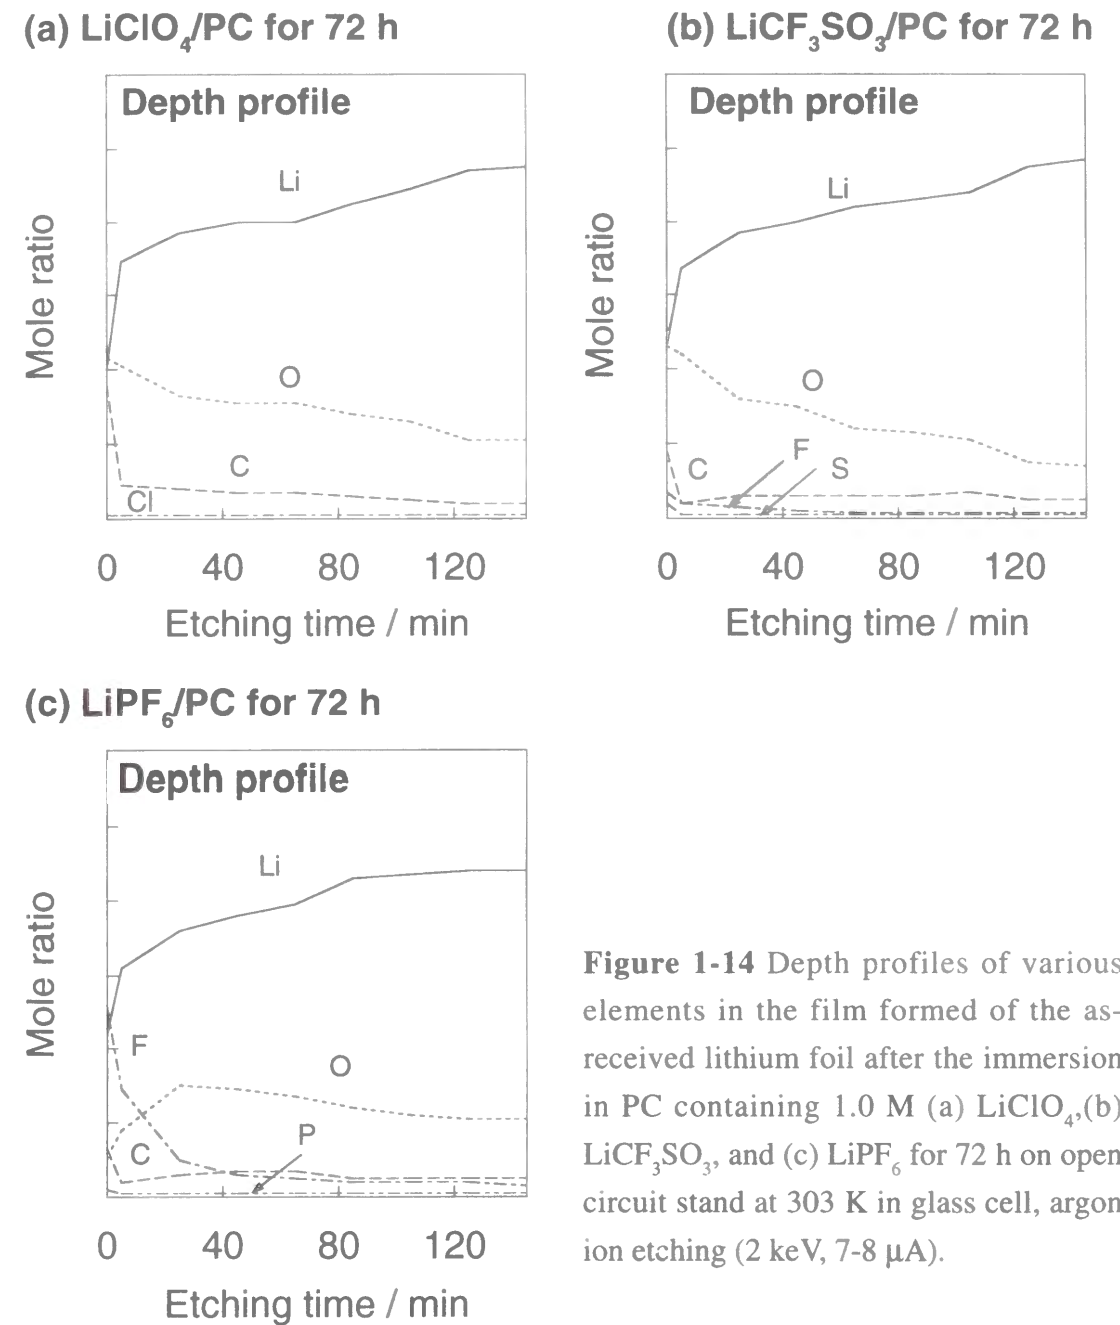 (a) LiClO4/PC for 72 h
Depth profile
Li
O
C
Cl
Mole ratio
0 40 80 120
Etching time / min
(b) LiCF3SO3/PC for 72 h
Depth profile
Li
O
F
C
S
Mole ratio
0 40 80 120
Etching time / min
(c) LiPF6/PC for 72 h
Depth profile
Li
F
O
P
C
Mole ratio
0 40 80 120
Etching time / min
Figure 1-14 Depth profiles of various
elements in the film formed of the as-
received lithium foil after the immersion
in PC containing 1.0 M (a) LiClO4,(b)
LiCF3SO3, and (c) LiPF6 for 72 h on open
circuit stand at 303 K in glass cell, argon
ion etching (2 keV, 7-8 μA).